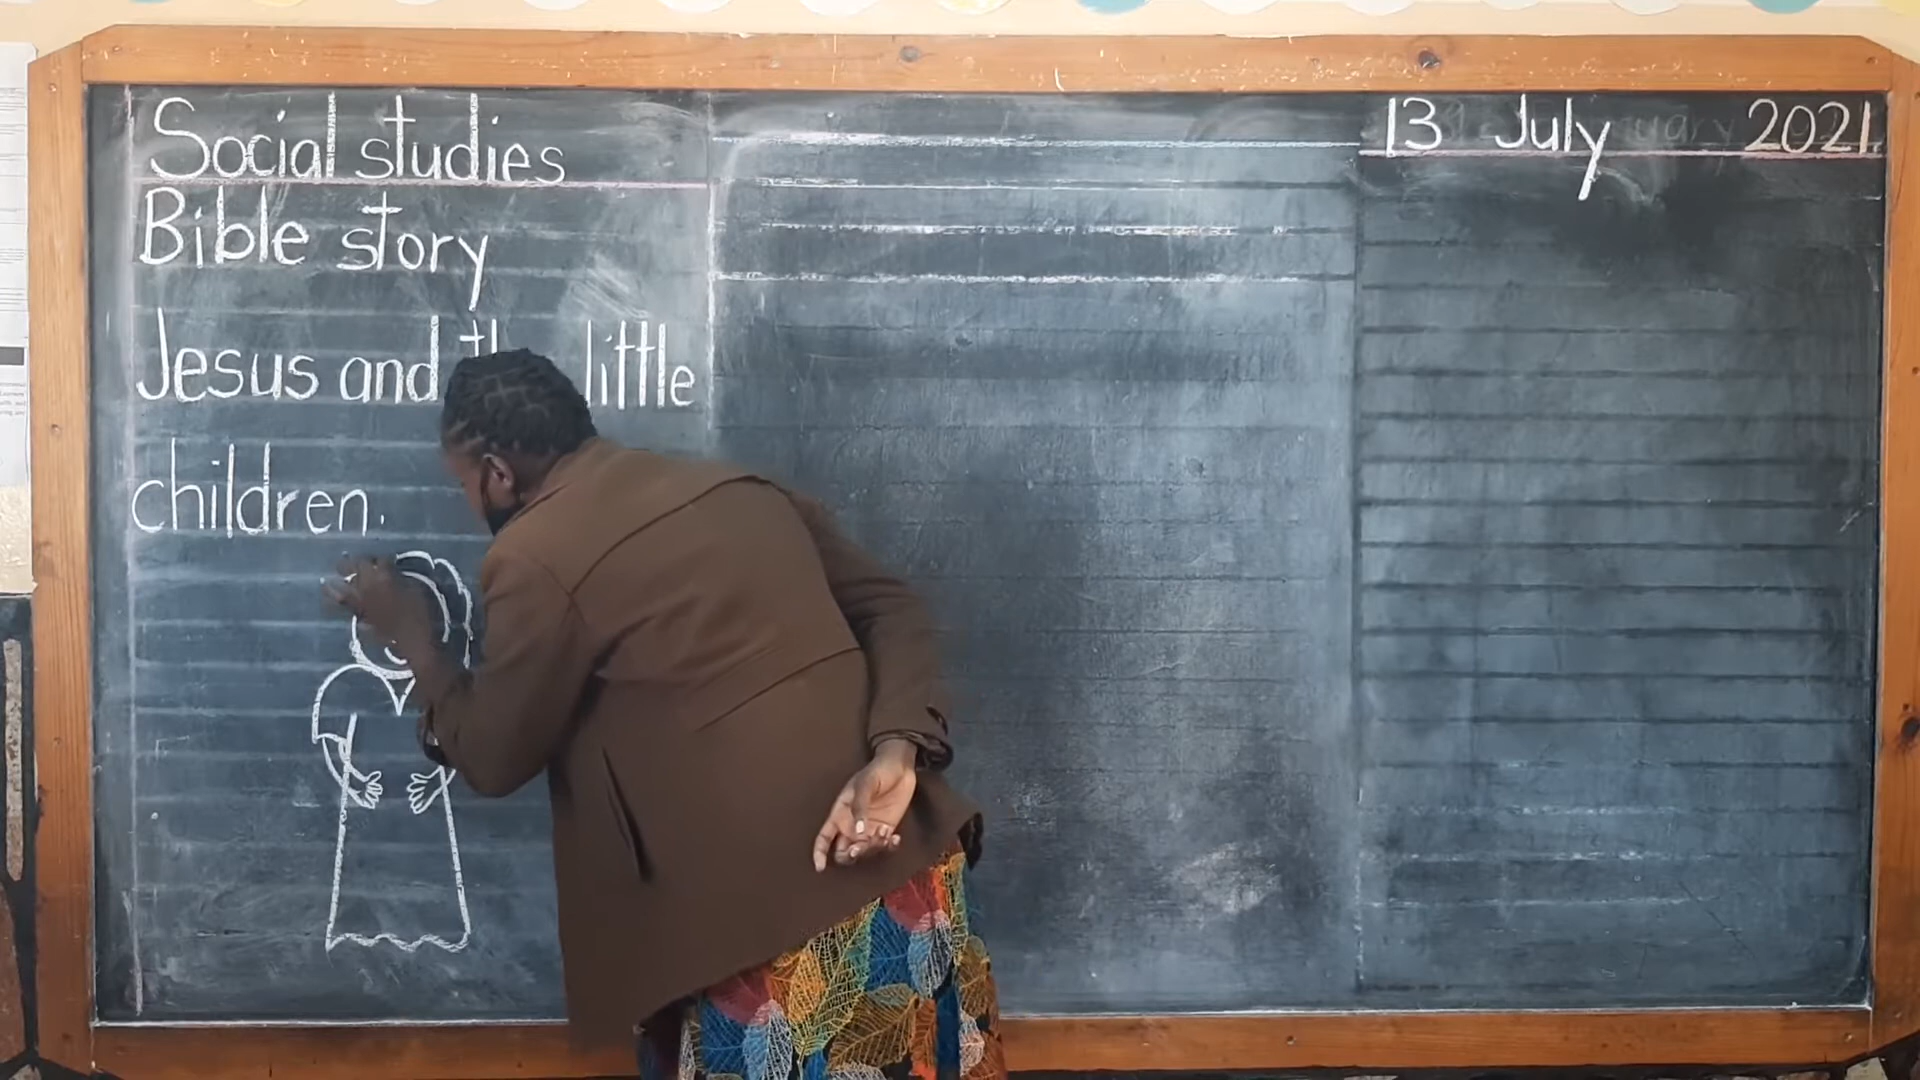 Social studies
13 July 2021
Bible story
Jesus and little
children.